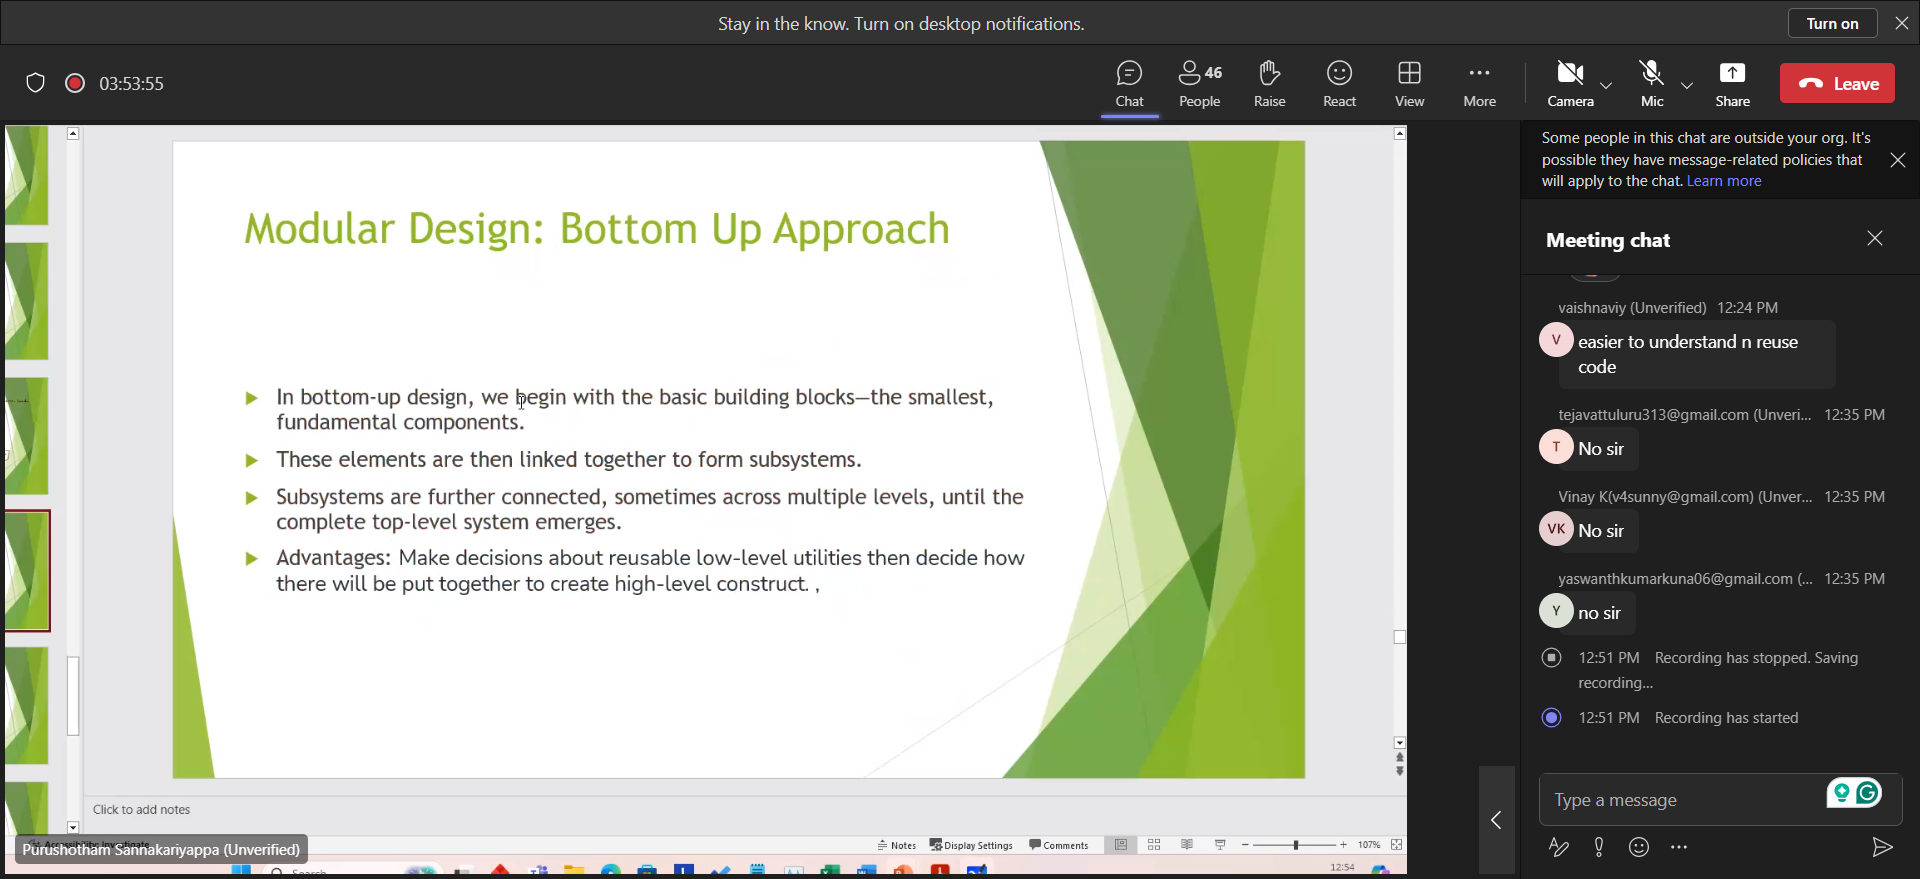 Stay in the know. Turn on desktop notifications.
Turn on
03:53:55
Chat
46
People
Raise
React
View
More
Camera
Mic
Share
Leave
Modular Design: Bottom Up Approach
In bottom-up design, we begin with the basic building blocks—the smallest,
fundamental components.
These elements are then linked together to form subsystems.
Subsystems are further connected, sometimes across multiple levels, until the
complete top-level system emerges.
Advantages: Make decisions about reusable low-level utilities then decide how
there will be put together to create high-level construct. ,
Click to add notes
Purushotham Sannakariyappa (Unverified)
Notes
Display Settings
Comments
107%
Search
12:54
Some people in this chat are outside your org. It's
possible they have message-related policies that
will apply to the chat. Learn more
Meeting chat
vaishnaviy (Unverified) 12:24 PM
V
easier to understand n reuse
code
tejavattuluru313@gmail.com (Unveri... 12:35 PM
T
No sir
Vinay K(v4sunny@gmail.com) (Unver... 12:35 PM
VK
No sir
yaswanthkumarkuna06@gmail.com (... 12:35 PM
Y
no sir
12:51 PM Recording has stopped. Saving
recording...
12:51 PM Recording has started
Type a message